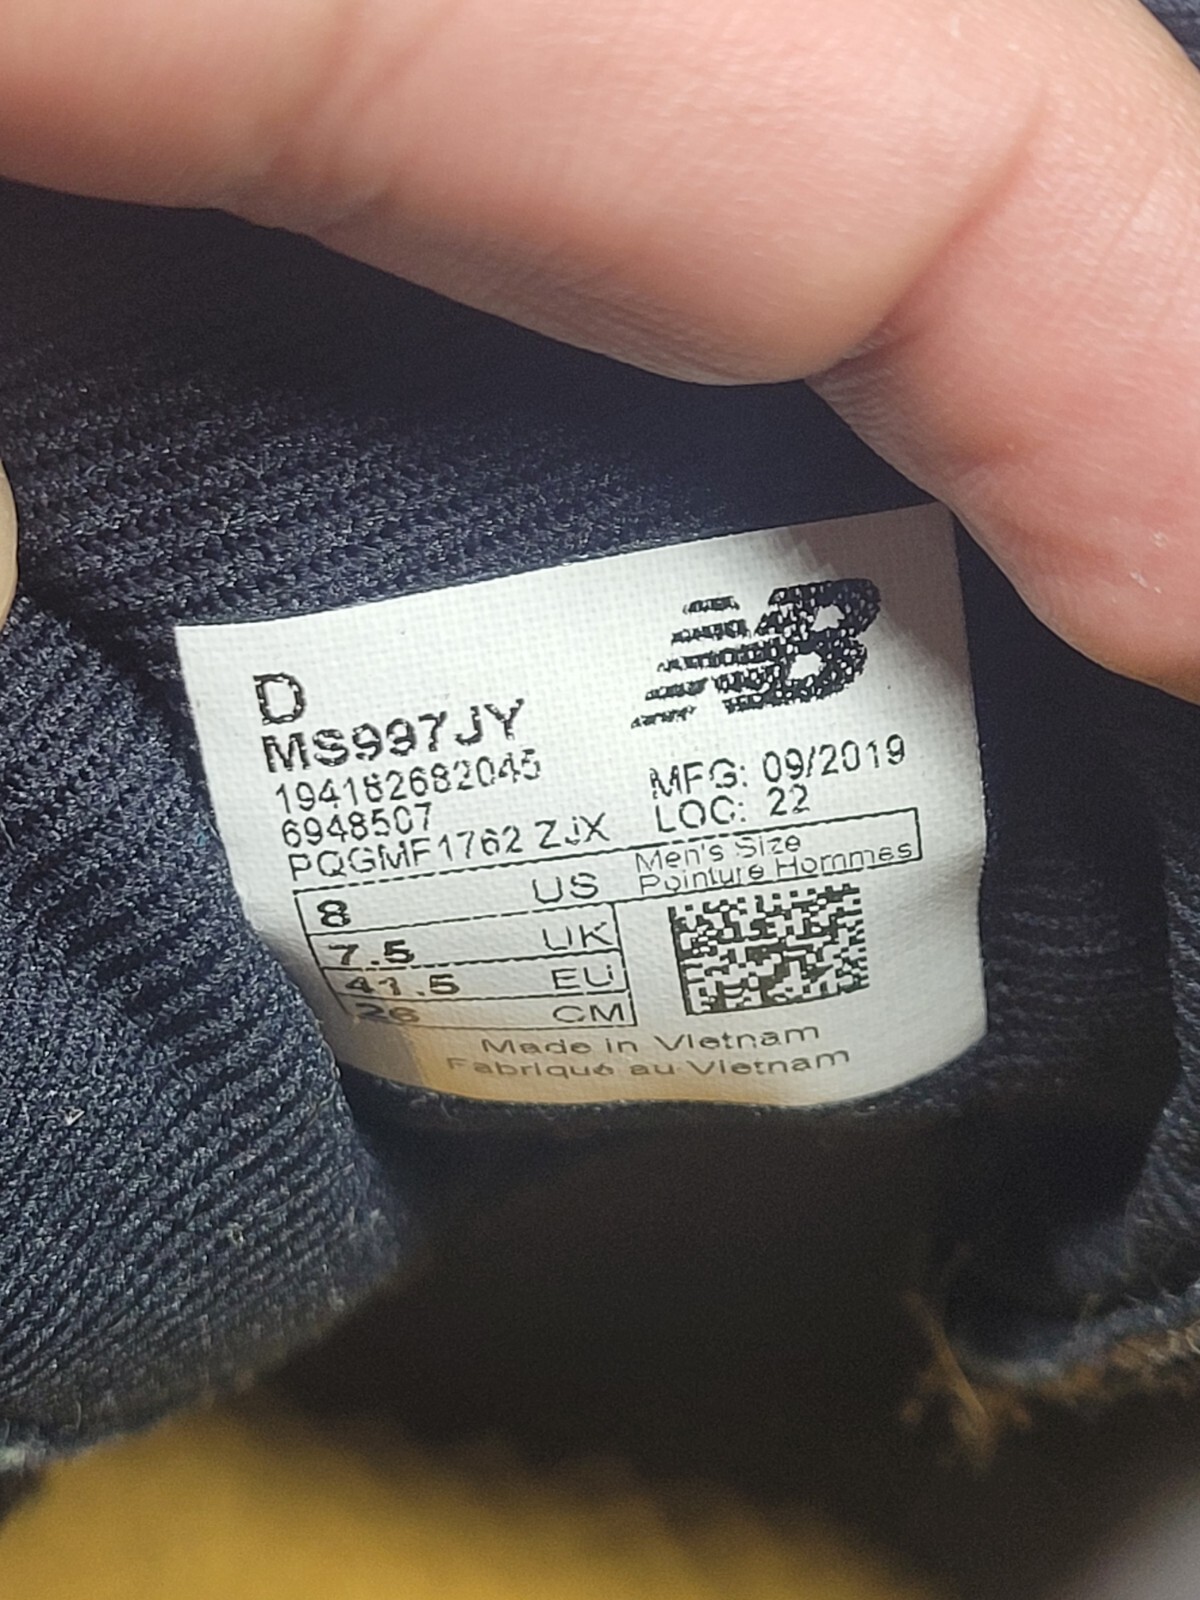 NB
D
MS997JY
194182682045
6948507
PQGMF1762 ZJX
MFG: 09/2019
LOC: 22
Men's Size
Pointure Hommes
8 US
7.5 UK
41.5 EU
26 CM
Made in Vietnam
Fabriqué au Vietnam